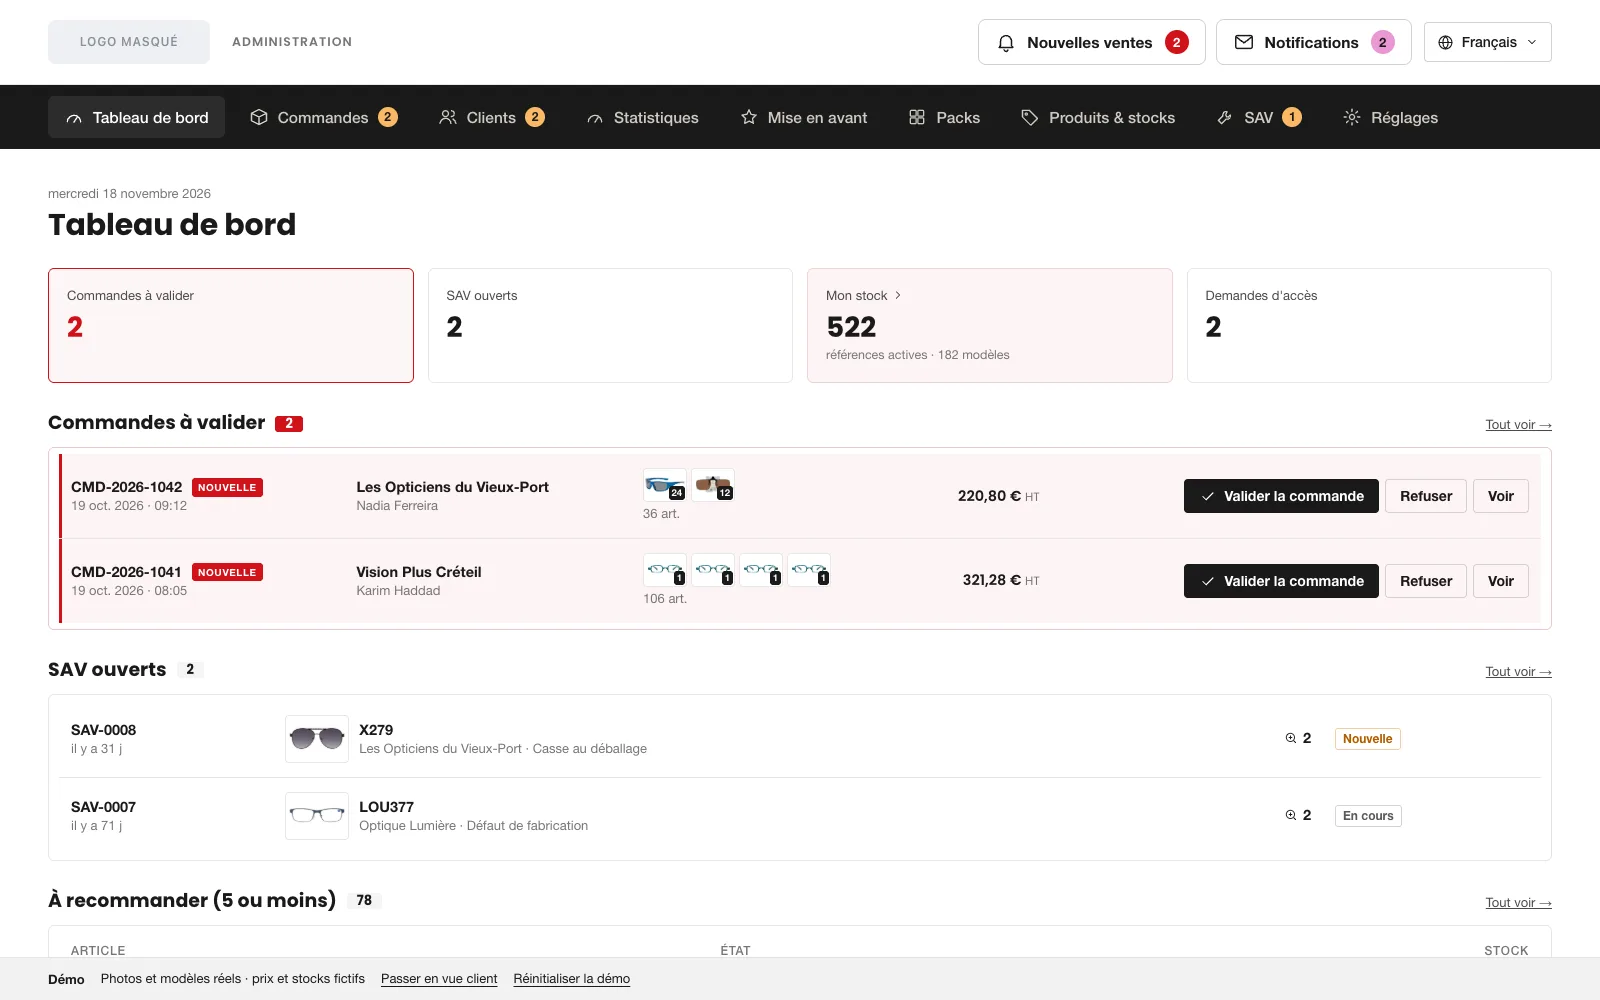 LOGO MASQUÉ
ADMINISTRATION
Nouvelles ventes 2
Notifications 2
Français
Tableau de bord
Commandes 2
Clients 2
Statistiques
Mise en avant
Packs
Produits & stocks
SAV 1
Réglages
mercredi 18 novembre 2026
Tableau de bord
Commandes à valider
2
SAV ouverts
2
Mon stock
522
références actives · 182 modèles
Demandes d'accès
2
Commandes à valider 2
Tout voir →
CMD-2026-1042 NOUVELLE
19 oct. 2026 · 09:12
Les Opticiens du Vieux-Port
Nadia Ferreira
24 12
36 art.
220,80 € HT
Valider la commande
Refuser
Voir
CMD-2026-1041 NOUVELLE
19 oct. 2026 · 08:05
Vision Plus Créteil
Karim Haddad
1 1 1 1
106 art.
321,28 € HT
Valider la commande
Refuser
Voir
SAV ouverts 2
Tout voir →
SAV-0008
il y a 31 j
X279
Les Opticiens du Vieux-Port · Casse au déballage
2
Nouvelle
SAV-0007
il y a 71 j
LOU377
Optique Lumière · Défaut de fabrication
2
En cours
À recommander (5 ou moins) 78
Tout voir →
ARTICLE ÉTAT STOCK
Démo Photos et modèles réels · prix et stocks fictifs Passer en vue client Réinitialiser la démo